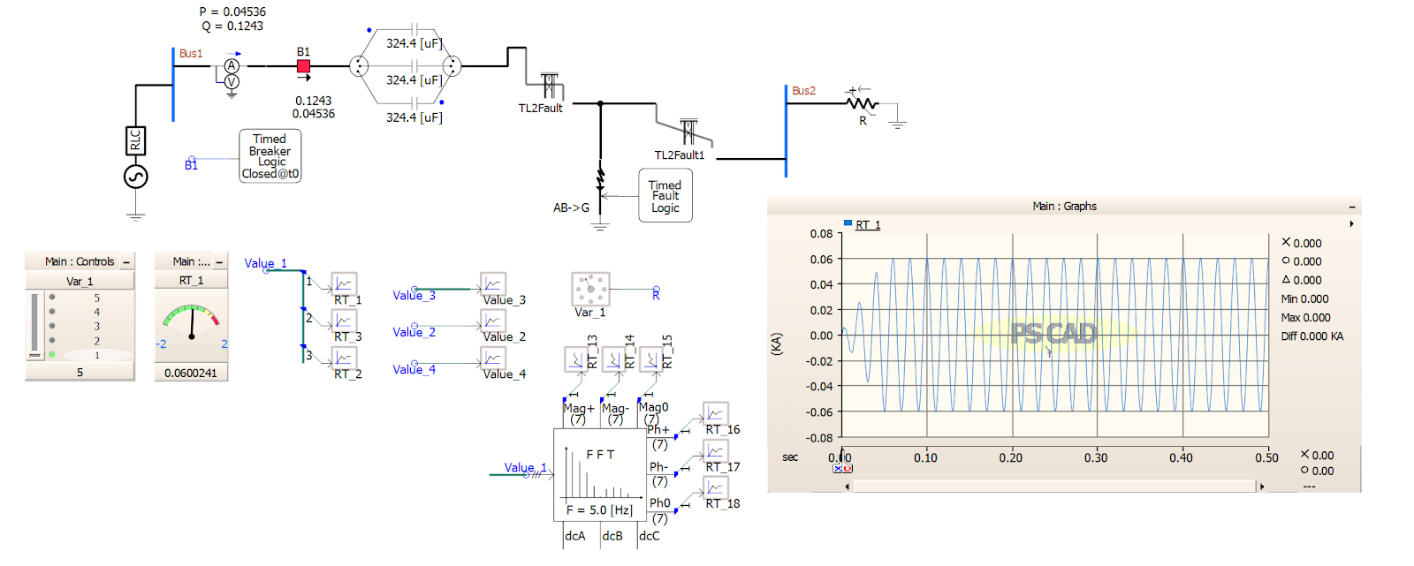 P = 0.04536
Q = 0.1243
Bus1
A
V
B1
0.1243
0.04536
324.4 [uF]
324.4 [uF]
324.4 [uF]
TL2Fault
TL2Fault1
Bus2
R
RLC
B1
Timed
Breaker
Logic
Closed@t0
AB->G
Timed
Fault
Logic
Main : Controls
Var_1
5
4
3
2
1
5
Main :...
RT_1
-2
2
0.0600241
Value_1
1
RT_1
2
RT_3
3
RT_2
Value_3
Value_3
Value_2
Value_2
Value_4
Value_4
Var_1
R
RT_13
RT_14
RT_15
1
1
1
Mag+
(7)
Mag-
(7)
Mag0
(7)
Ph+
(7)
1
RT_16
Ph-
(7)
1
RT_17
Ph0
(7)
1
RT_18
Value_1
F F T
F = 5.0 [Hz]
dcA
dcB
dcC
Main : Graphs
RT_1
0.08
0.06
0.04
0.02
0.00
-0.02
-0.04
-0.06
-0.08
(KA)
PSCAD
X 0.000
O 0.000
Δ 0.000
Min 0.000
Max 0.000
Diff 0.000 KA
sec
0.00
0.10
0.20
0.30
0.40
0.50
X 0.00
O 0.00
---